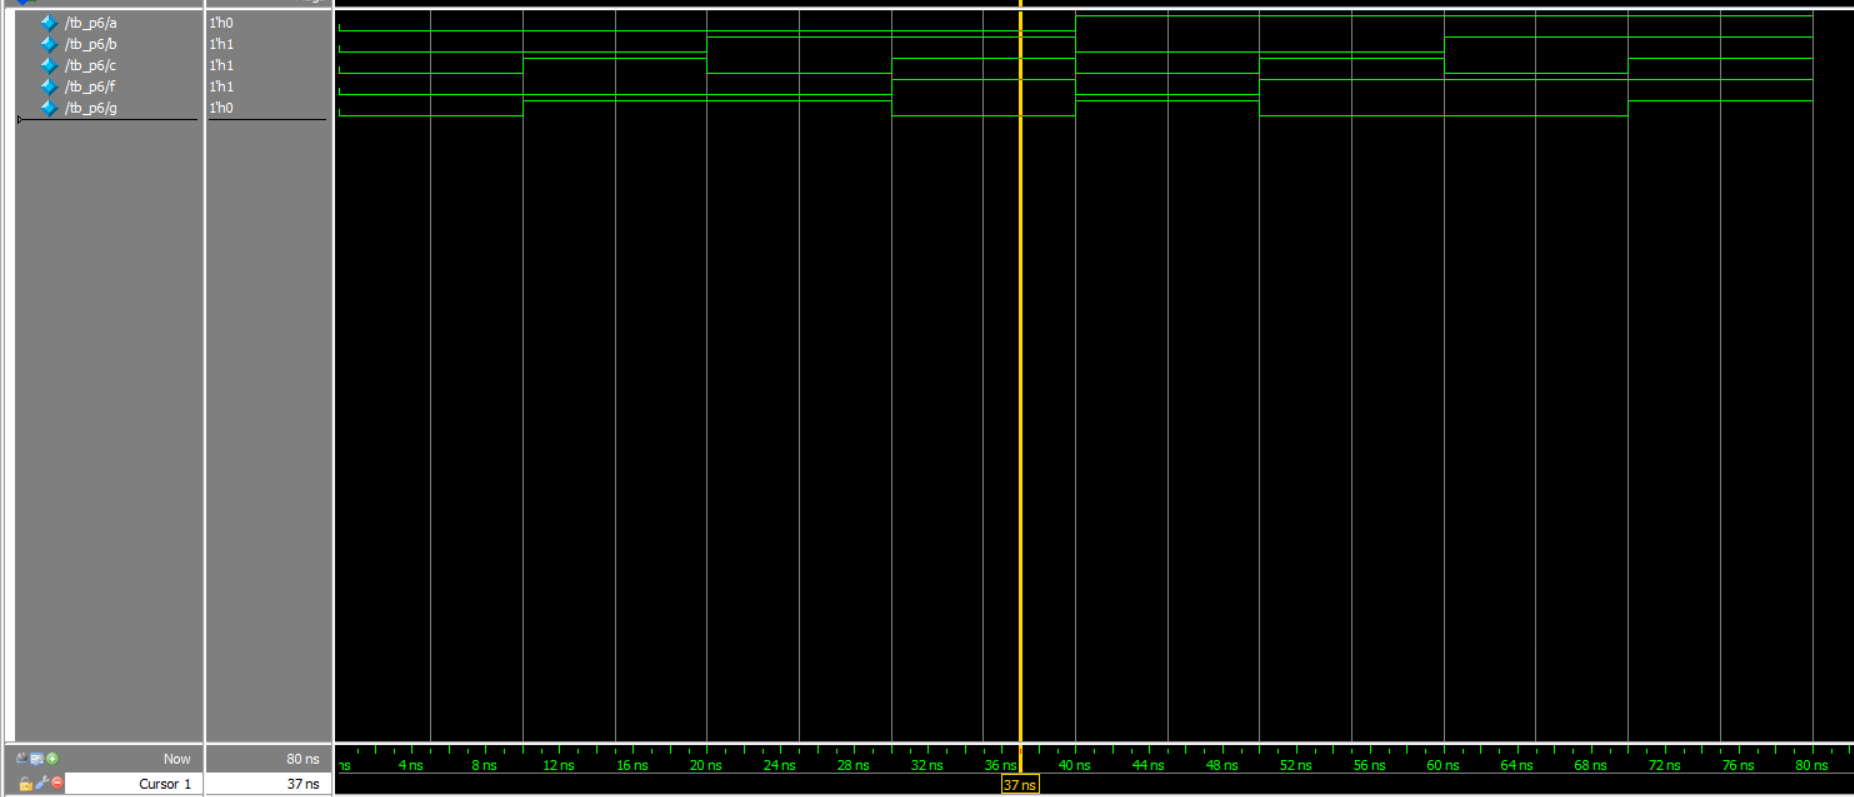 /tb_p6/a 1'h0
/tb_p6/b 1'h1
/tb_p6/c 1'h1
/tb_p6/f 1'h1
/tb_p6/g 1'h0
Now 80 ns
ns 4 ns 8 ns 12 ns 16 ns 20 ns 24 ns 28 ns 32 ns 36 ns 40 ns 44 ns 48 ns 52 ns 56 ns 60 ns 64 ns 68 ns 72 ns 76 ns 80 ns
Cursor 1 37 ns
37 ns